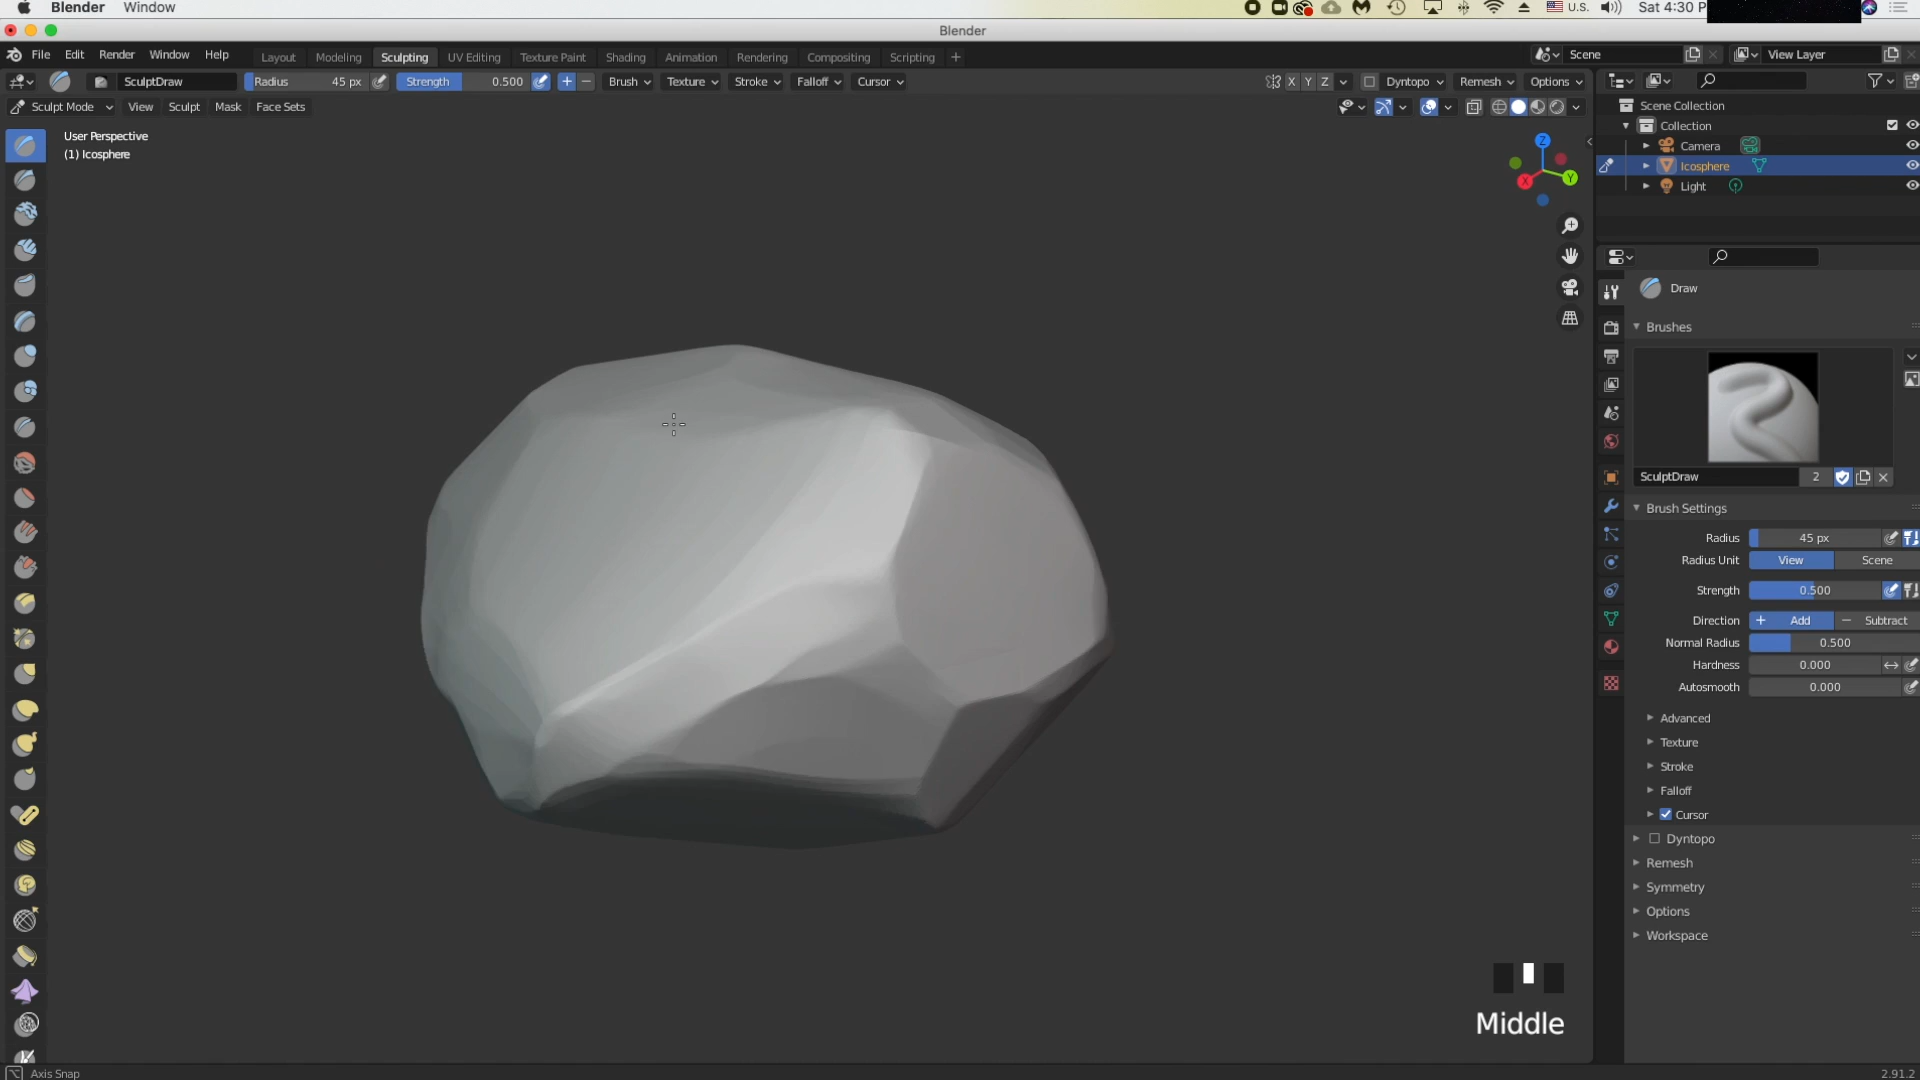 Blender Window
U.S. Sat 4:30 P
Blender
File Edit Render Window Help
Layout Modeling Sculpting UV Editing Texture Paint Shading Animation Rendering Compositing Scripting +
Scene
View Layer
SculptDraw
Radius 45 px
Strength 0.500
Brush Texture Stroke Falloff Cursor
X Y Z
Dyntopo Remesh Options
Sculpt Mode View Sculpt Mask Face Sets
User Perspective
(1) Icosphere
Z
X
Y
Scene Collection
Collection
Camera
Icosphere
Light
Draw
Brushes
SculptDraw 2
Brush Settings
Radius 45 px
Radius Unit View Scene
Strength 0.500
Direction + Add − Subtract
Normal Radius 0.500
Hardness 0.000
Autosmooth 0.000
Advanced
Texture
Stroke
Falloff
Cursor
Dyntopo
Remesh
Symmetry
Options
Workspace
Middle
Axis Snap
2.91.2